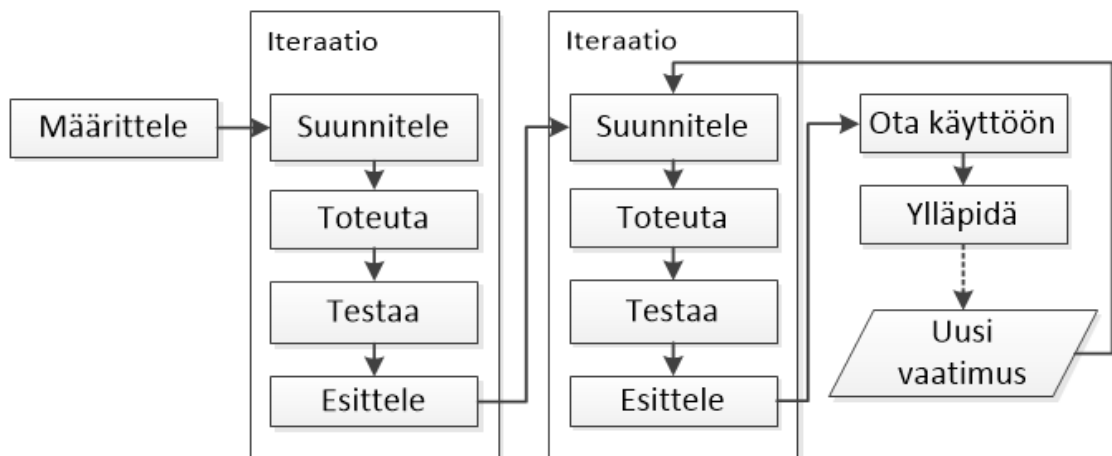 Määrittele
Iteraatio
Suunnitele
Toteuta
Testaa
Esittele
Iteraatio
Suunnitele
Toteuta
Testaa
Esittele
Ota käyttöön
Ylläpidä
Uusi
vaatimus